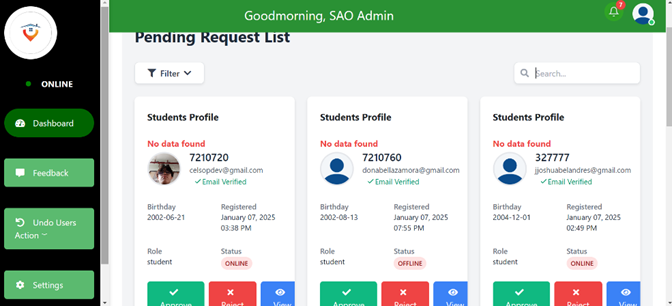 Goodmorning, SAO Admin
7
ONLINE
Dashboard
Feedback
Undo Users
Action
Settings
Pending Request List
Filter
Search...
Students Profile
No data found
7210720
celsopdev@gmail.com
Email Verified
Birthday
Registered
2002-06-21
January 07, 2025
03:38 PM
Role
Status
student
ONLINE
Approve
Reject
View
Students Profile
No data found
7210760
donabellazamora@gmail.com
Email Verified
Birthday
Registered
2002-08-13
January 07, 2025
07:55 PM
Role
Status
student
OFFLINE
Approve
Reject
View
Students Profile
No data found
327777
jjoshuabelandres@gmail.com
Email Verified
Birthday
Registered
2004-12-01
January 07, 2025
02:49 PM
Role
Status
student
ONLINE
Approve
Reject
View